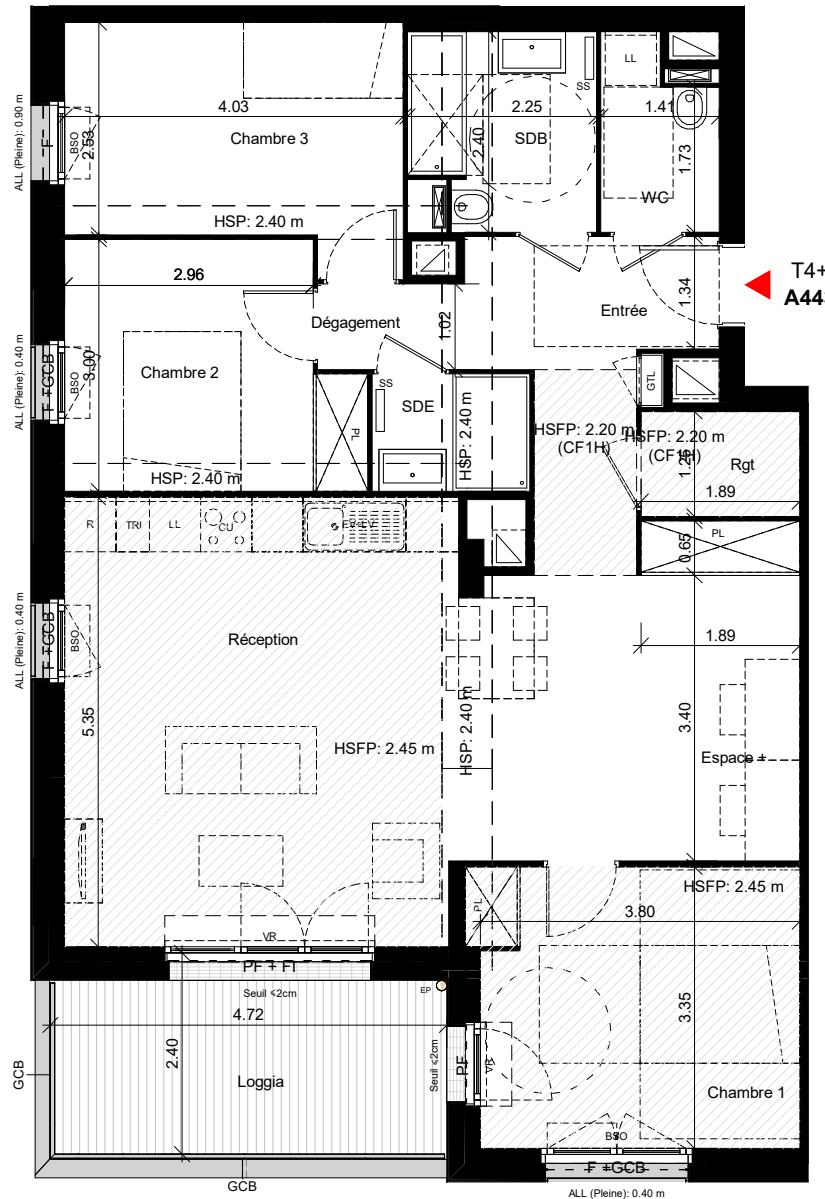 LL
SS
ALL (Pleine): 0.90 m
F
BSO
2.53
4.03
Chambre 3
2.25
2.40
SDB
1.41
1.73
WC
HSP: 2.40 m
2.96
Dégagement
1.02
Entrée
1.34
T4+
ALL (Pleine): 0.40 m
F +GCB
BSO
3.00
Chambre 2
HSP: 2.40 m
PL
SS
SDE
HSP: 2.40 m
GTL
HSFP: 2.20 m
(CF1H)
HSFP: 2.20 m
(CF1H)
Rgt
1.89
PL
0.65
R
TRI
LL
CU
ALL (Pleine): 0.40 m
F +GCB
BSO
Réception
5.35
HSFP: 2.45 m
HSP: 2.40 m
1.89
3.40
Espace +
PL
HSFP: 2.45 m
3.80
VR
PF + FI
Seuil ≤2cm
EP
4.72
2.40
Loggia
GCB
Seuil ≤2cm
PF
VR
3.35
Chambre 1
BSO
F +GCB
GCB
ALL (Pleine): 0.40 m